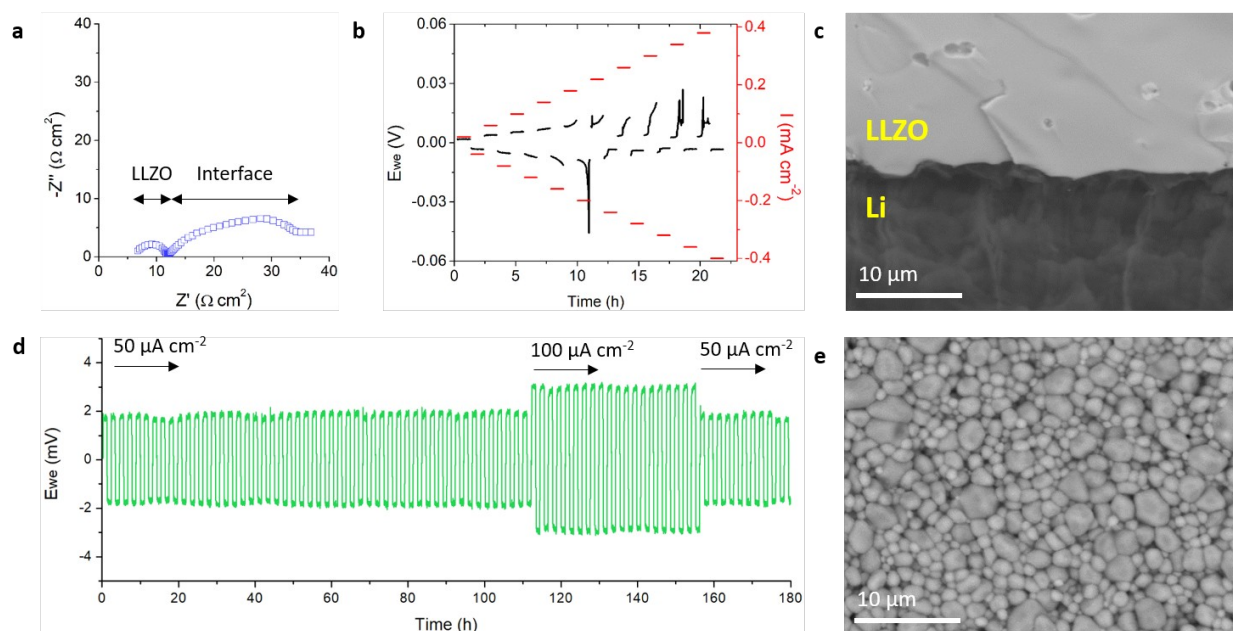 a
40
30
20
10
0
-Z″ (Ω cm²)
LLZO Interface
0 10 20 30 40
Z' (Ω cm²)
b
0.06
0.03
0.00
-0.03
-0.06
Ewe (V)
0 5 10 15 20
Time (h)
0.4
0.2
0.0
-0.2
-0.4
I (mA cm⁻²)
c
LLZO
Li
10 µm
d
50 µA cm⁻² 100 µA cm⁻² 50 µA cm⁻²
4
2
0
-2
-4
Ewe (mV)
0 20 40 60 80 100 120 140 160 180
Time (h)
e
10 µm